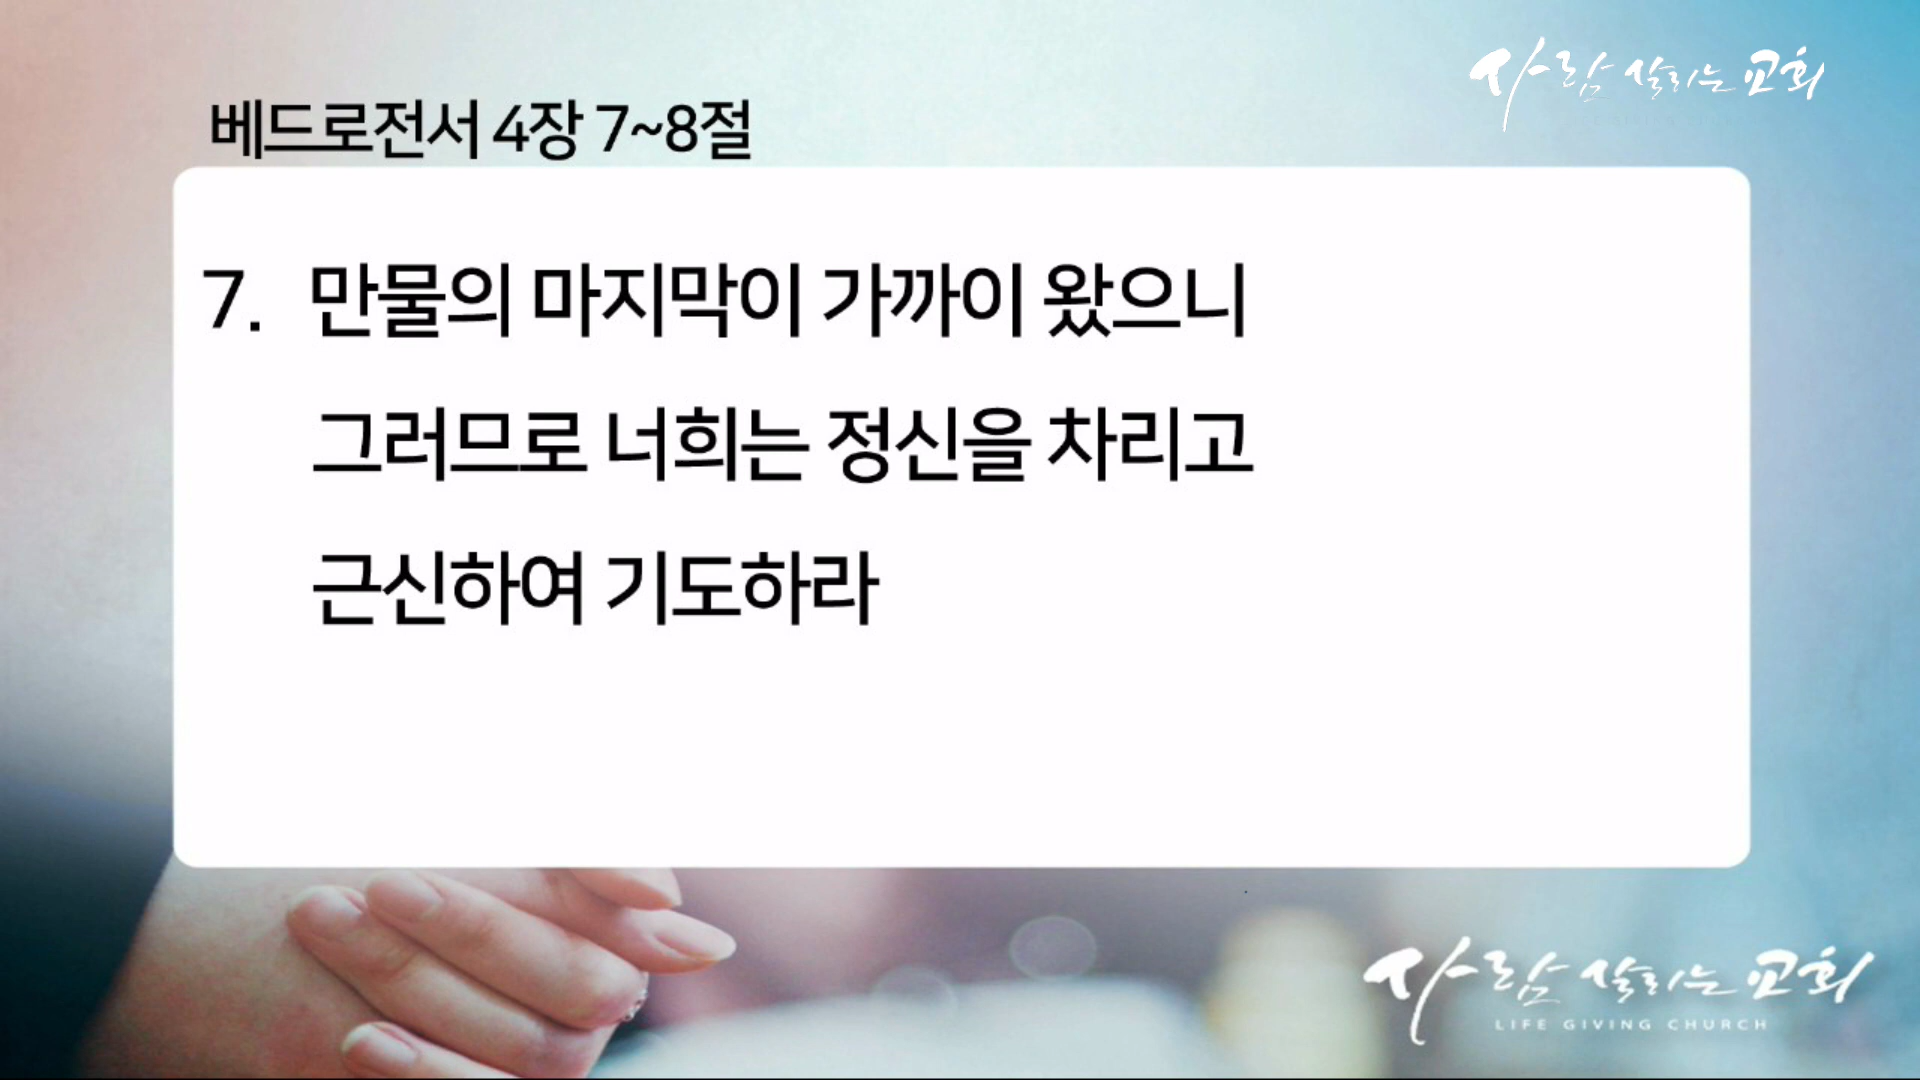 사람 살리는 교회
베드로전서 4장 7~8절
7. 만물의 마지막이 가까이 왔으니
그러므로 너희는 정신을 차리고
근신하여 기도하라
사람 살리는 교회
LIFE GIVING CHURCH